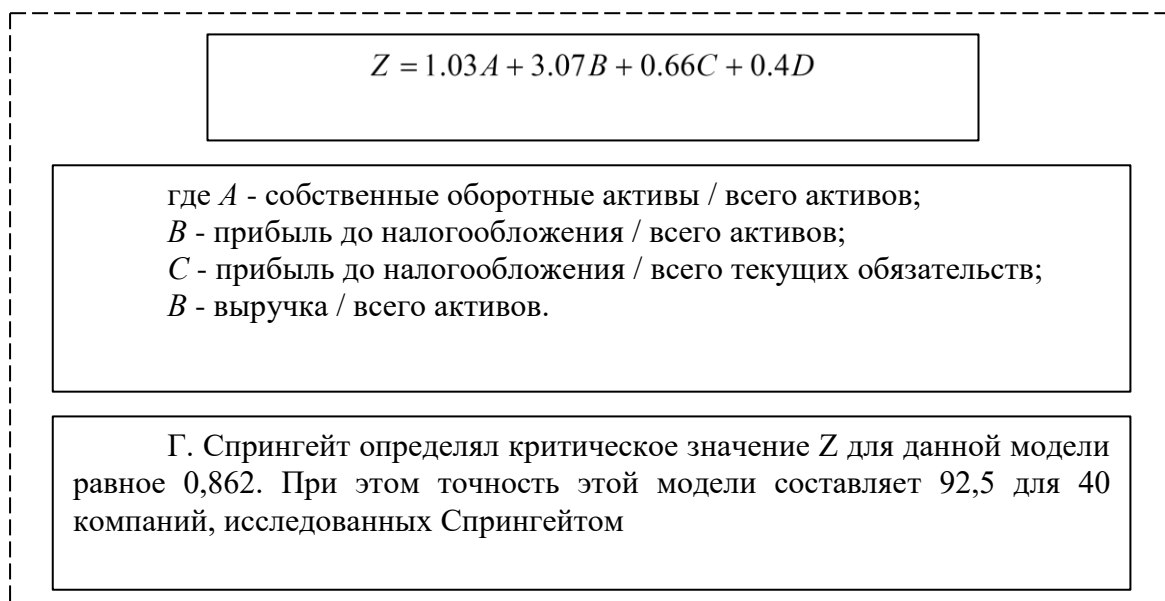 Z = 1.03A + 3.07B + 0.66C + 0.4D
где A - собственные оборотные активы / всего активов;
B - прибыль до налогообложения / всего активов;
C - прибыль до налогообложения / всего текущих обязательств;
B - выручка / всего активов.
Г. Спрингейт определял критическое значение Z для данной модели
равное 0,862. При этом точность этой модели составляет 92,5 для 40
компаний, исследованных Спрингейтом